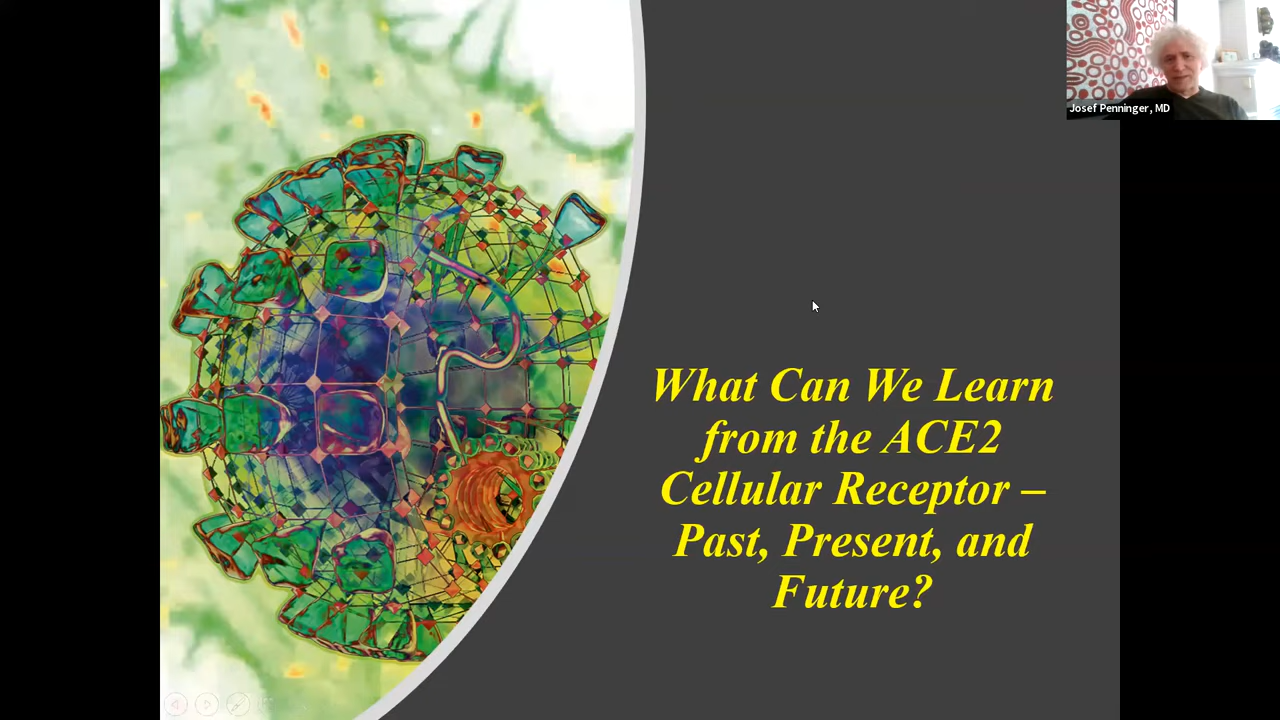 Josef Penninger, MD
What Can We Learn
from the ACE2
Cellular Receptor –
Past, Present, and
Future?